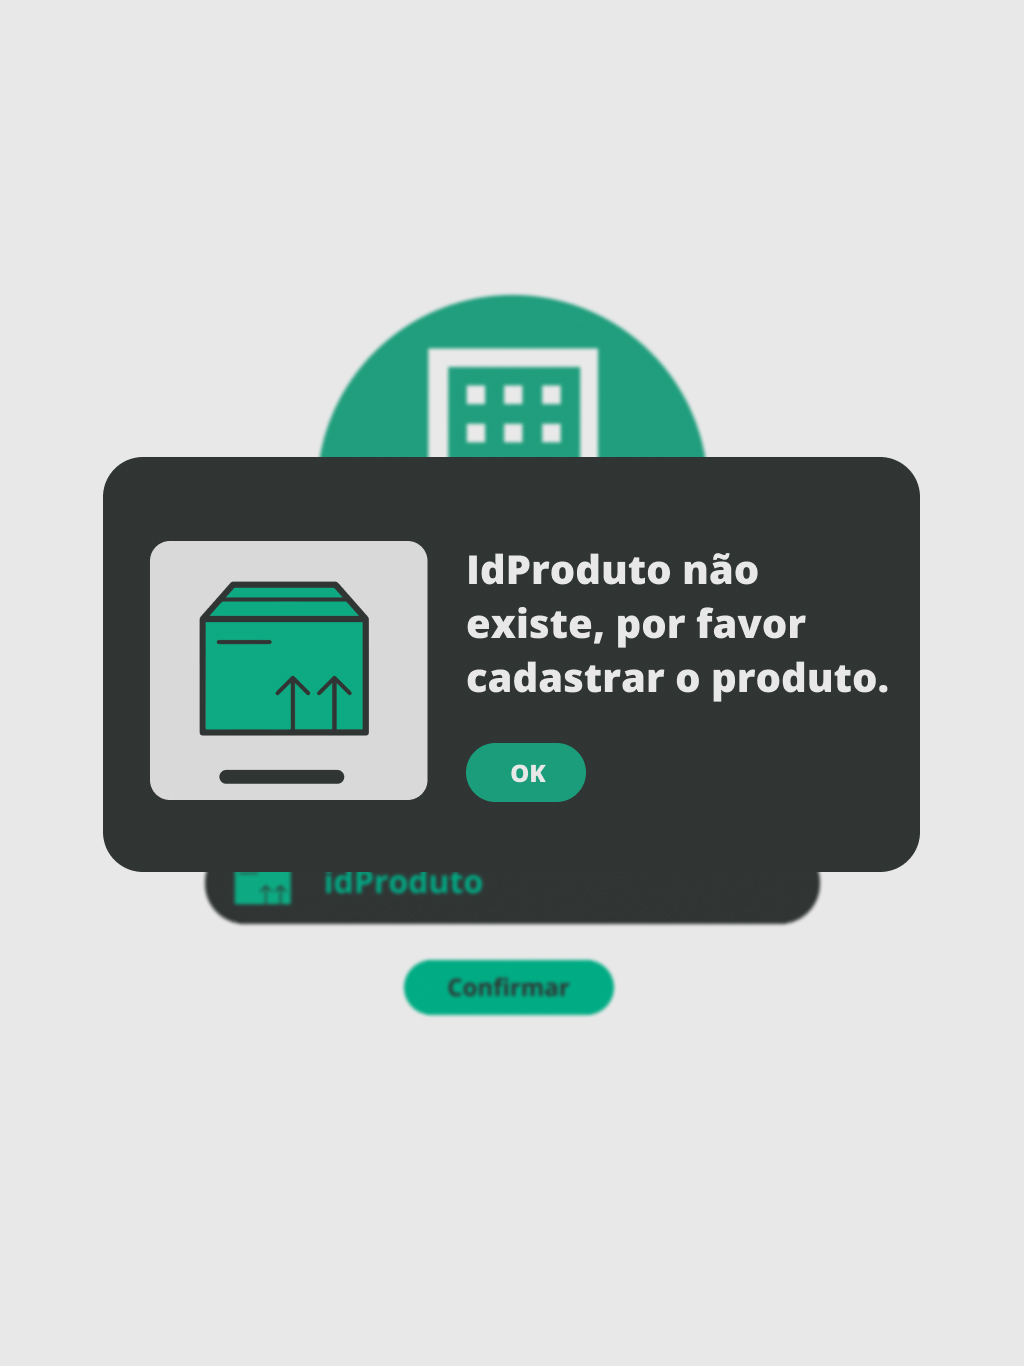 IdProduto não
existe, por favor
cadastrar o produto.
OK
idProduto
Confirmar